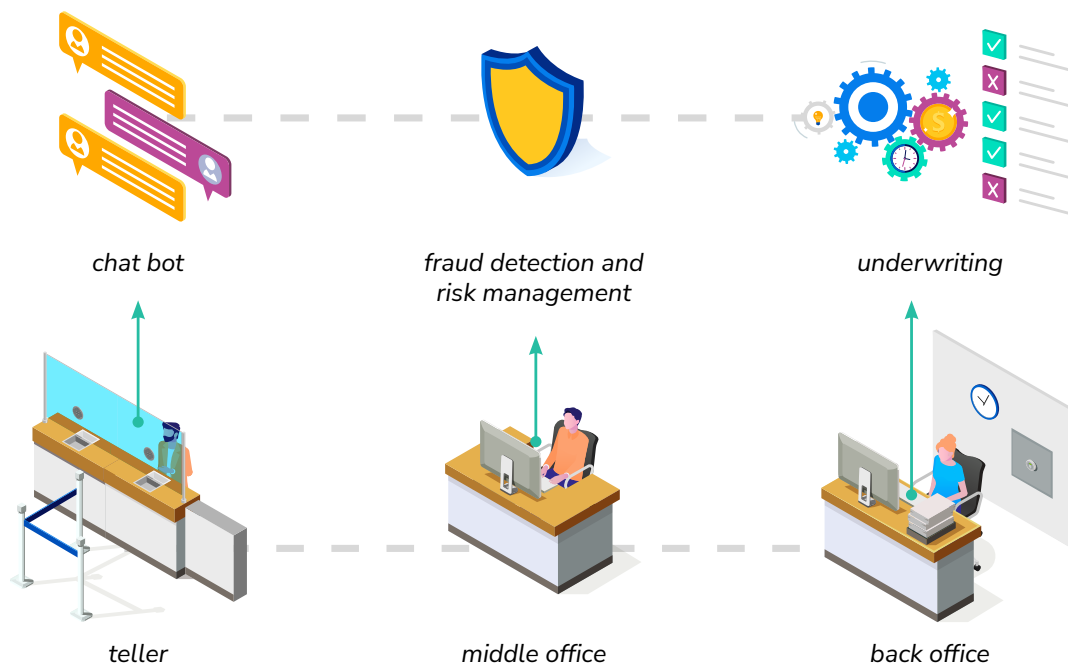 chat bot
fraud detection and
risk management
underwriting
teller
middle office
back office